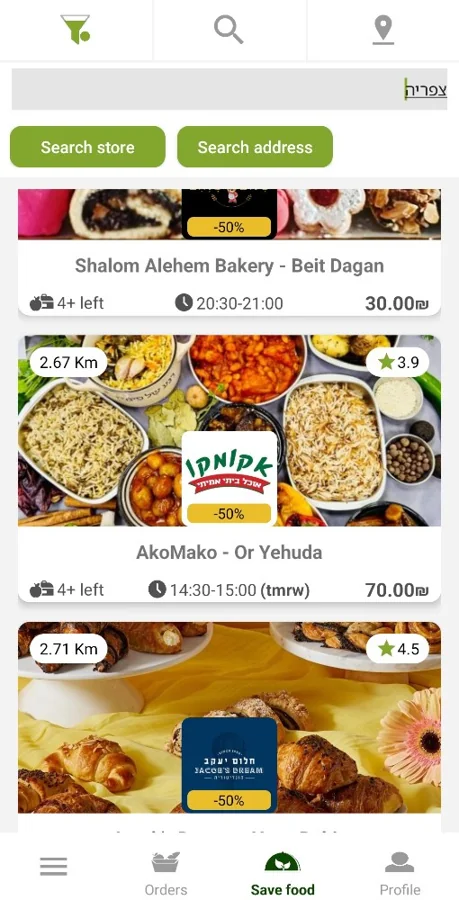 צפריה
Search store
Search address
-50%
Shalom Alehem Bakery - Beit Dagan
4+ left
20:30-21:00
30.00₪
2.67 Km
3.9
אקומקו
אוכל ביתי אמיתי
-50%
AkoMako - Or Yehuda
4+ left
14:30-15:00 (tmrw)
70.00₪
2.71 Km
4.5
חלום יעקב
JACOB'S DREAM
-50%
Orders
Save food
Profile